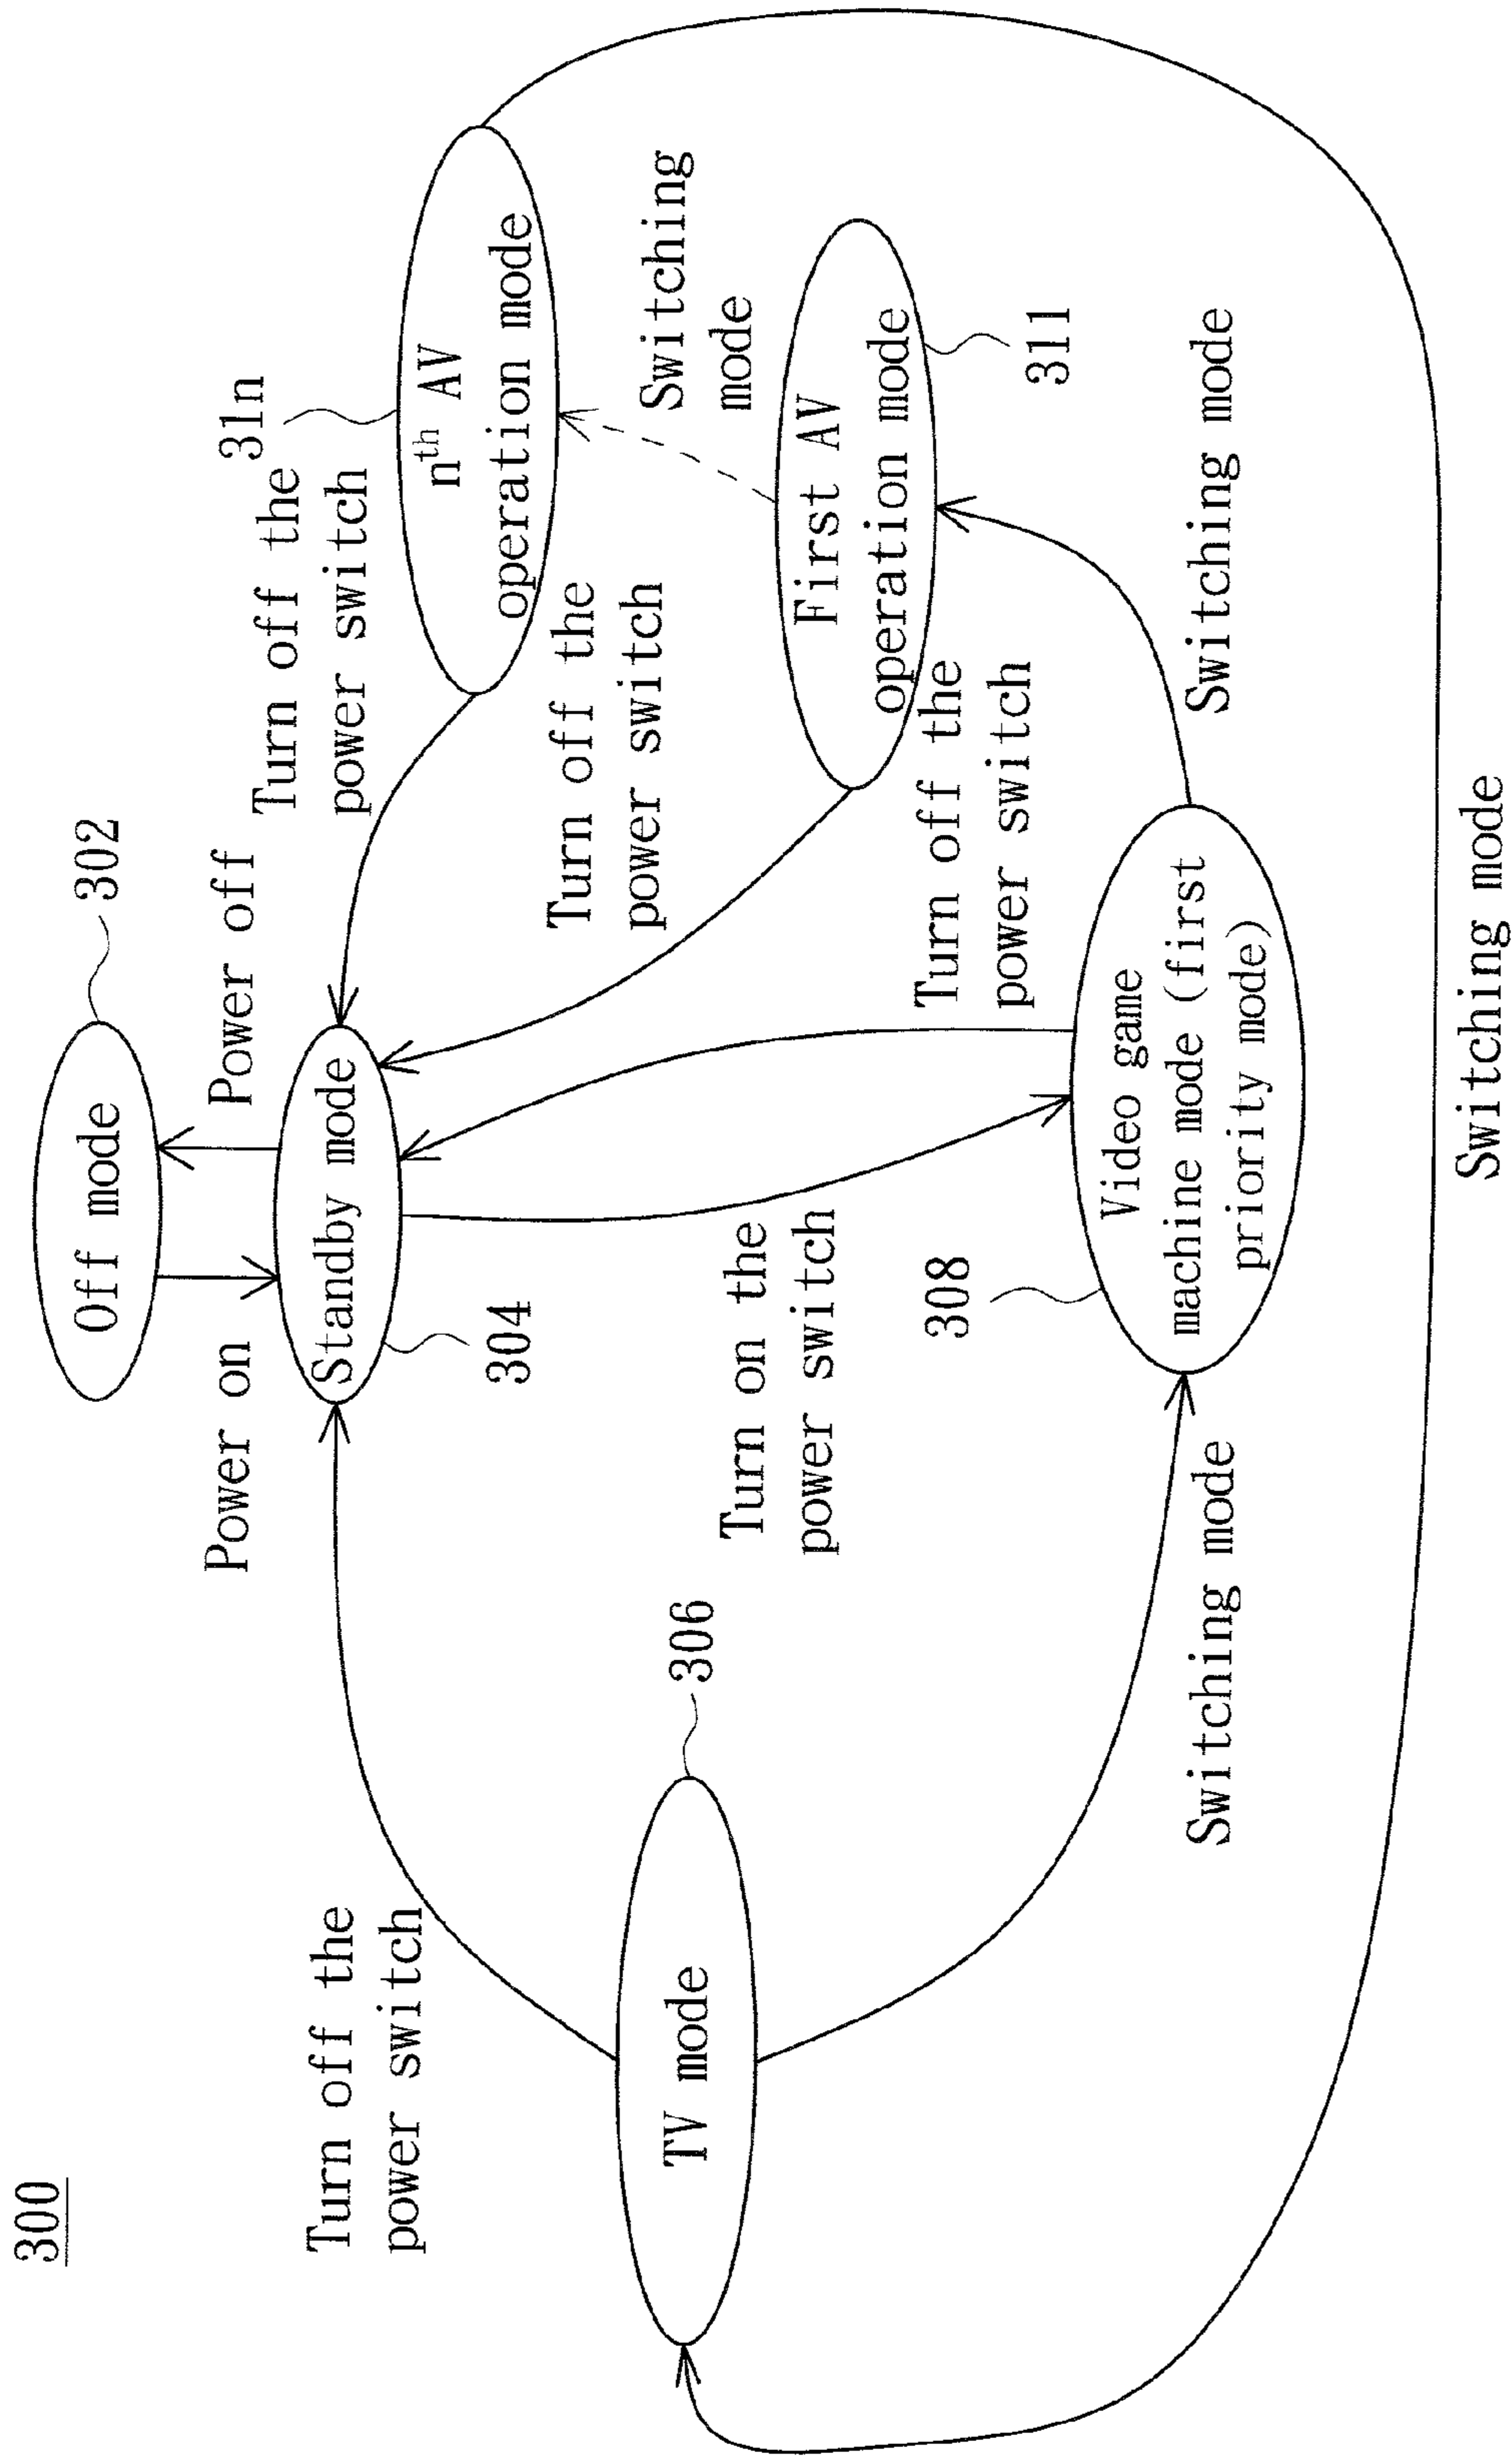 300
Off mode
302
Power on
Power off
Standby mode
304
Turn off the
power switch
31n
nth AV
operation mode
Turn off the
power switch
Turn off the
power switch
Switching
mode
TV mode
306
Turn on the
power switch
First AV
operation mode
311
Turn off the
power switch
308
Video game
machine mode (first
priority mode)
Switching mode
Switching mode
Switching mode